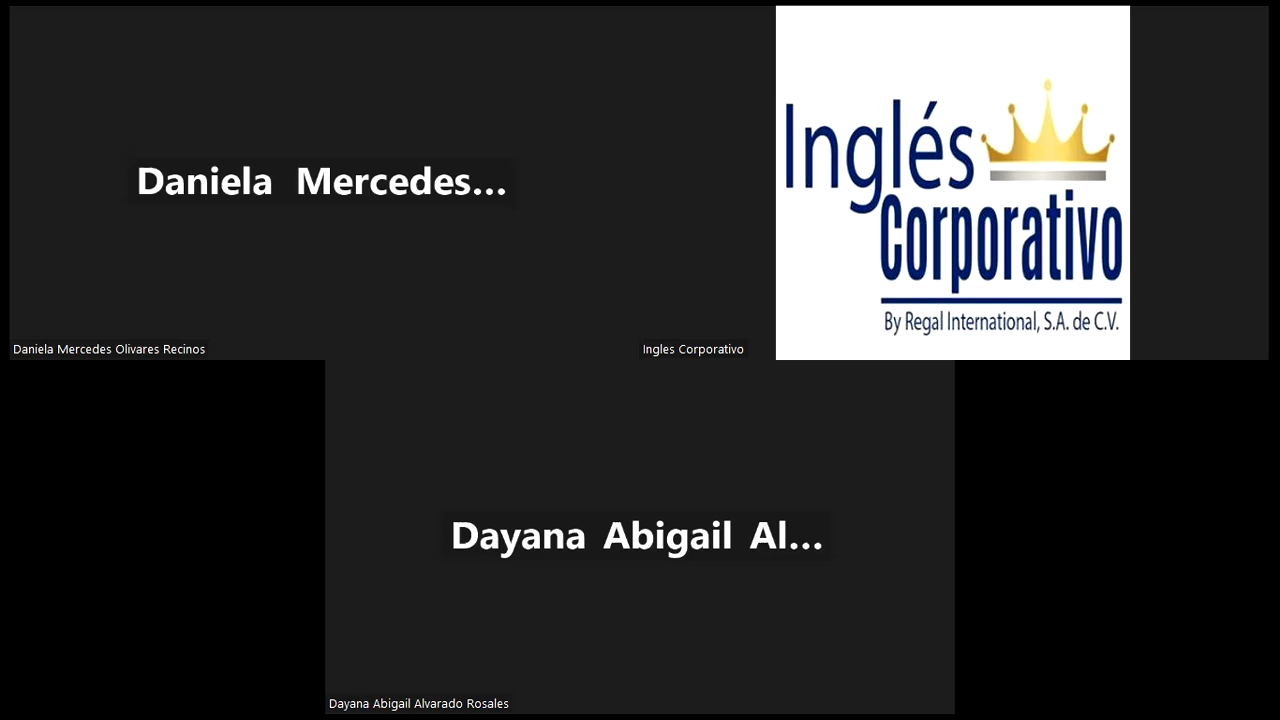 Daniela Mercedes...
Daniela Mercedes Olivares Recinos
Inglés
Corporativo
By Regal International, S.A. de C.V.
Ingles Corporativo
Dayana Abigail Al...
Dayana Abigail Alvarado Rosales